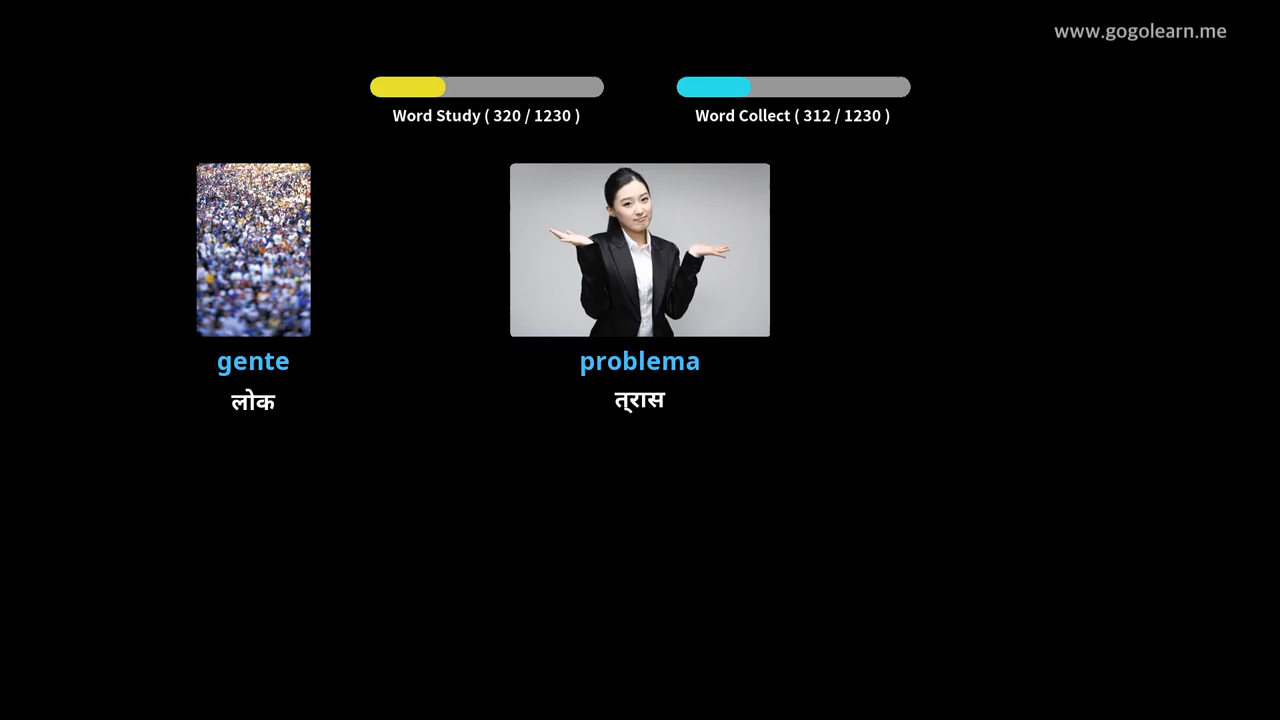 www.gogolearn.me
Word Study ( 320 / 1230 )
Word Collect ( 312 / 1230 )
gente
लोक
problema
त्रास